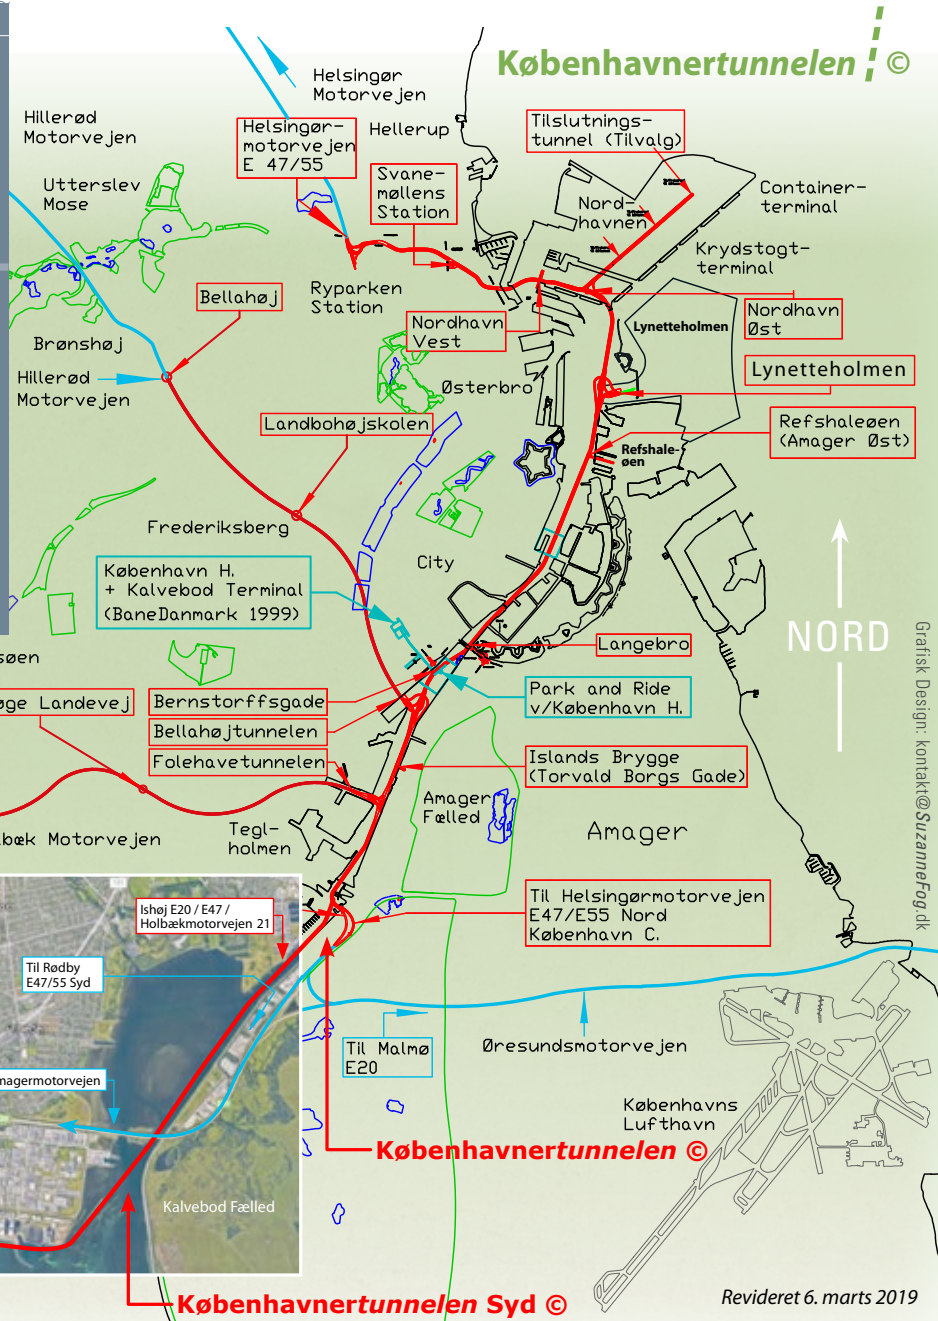 Københavnertunnelen ©
Helsingør
Motorvejen
Hillerød
Motorvejen
Helsingør-
motorvejen
E 47/55
Hellerup
Tilslutnings-
tunnel (Tilvalg)
Svane-
møllens
Station
Utterslev
Mose
Nord-
havnen
Container-
terminal
Krydstogt-
terminal
Bellahøj
Ryparken
Station
Nordhavn
Vest
Lynetteholmen
Nordhavn
Øst
Brønshøj
Hillerød
Motorvejen
Østerbro
Lynetteholmen
Landbohøjskolen
Refshaleøen
(Amager Øst)
Refshale-
øen
Frederiksberg
City
København H.
+ Kalvebod Terminal
(BaneDanmark 1999)
NORD
Grafisk Design: kontakt@SuzanneFog.dk
søen
Langebro
øge Landevej
Bernstorffsgade
Park and Ride
v/København H.
Bellahøjtunnelen
Folehavetunnelen
Islands Brygge
(Torvald Borgs Gade)
Amager
Fælled
Tegl-
holmen
Amager
bæk Motorvejen
Ishøj E20 / E47 /
Holbækmotorvejen 21
Til Helsingørmotorvejen
E47/E55 Nord
København C.
Til Rødby
E47/55 Syd
Til Malmø
E20
Øresundsmotorvejen
magermotorvejen
Københavns
Lufthavn
Københavnertunnelen ©
Kalvebod Fælled
Københavnertunnelen Syd ©
Revideret 6. marts 2019